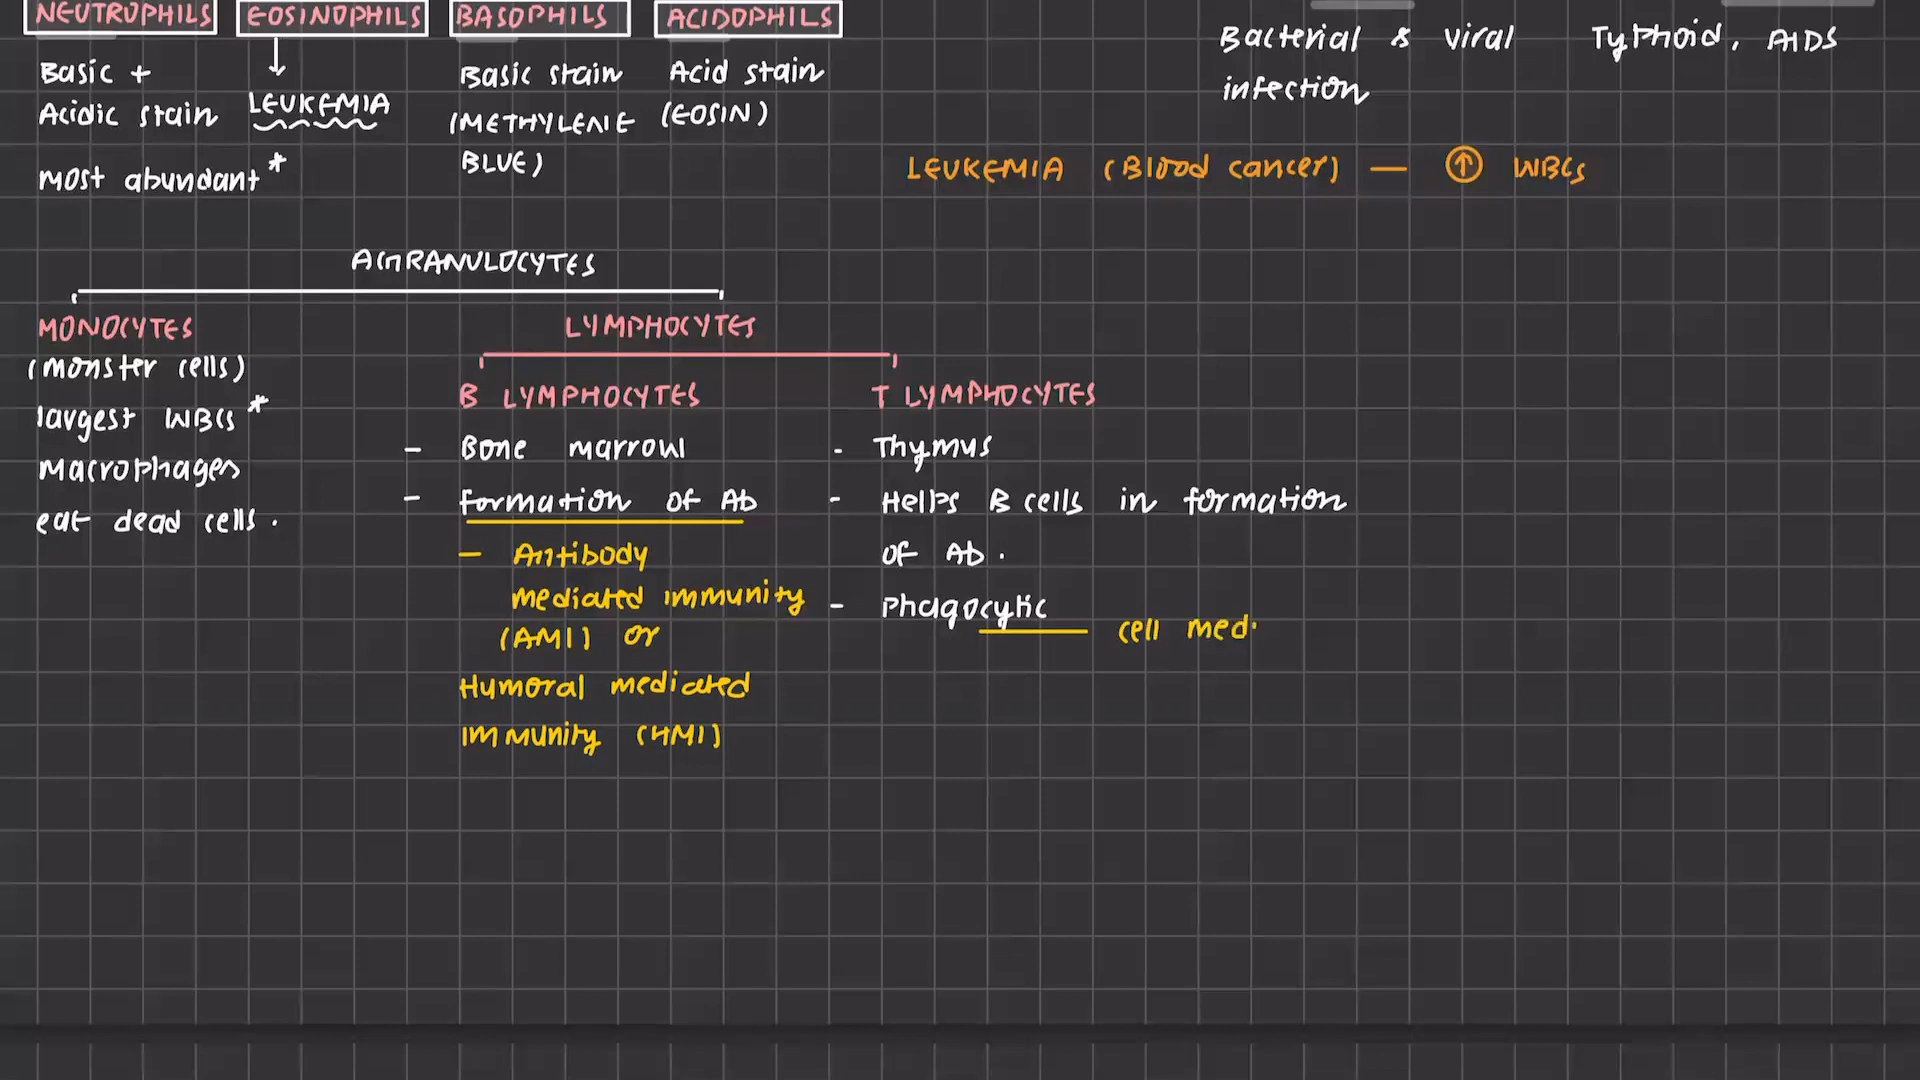 NEUTROPHILS EOSINOPHILS BASOPHILS ACIDOPHILS
Basic +
Acidic stain
most abundant*
LEUKEMIA
Basic stain
(METHYLENE
BLUE)
Acid stain
(EOSIN)
Bacterial & viral
infection
Typhoid, AIDS
LEUKEMIA (Blood cancer) — ↑ WBCs
AGRANULOCYTES
MONOCYTES
(monster cells)
largest WBCs*
Macrophages
eat dead cells.
LYMPHOCYTES
B LYMPHOCYTES
- Bone marrow
- formation of Ab
- Antibody
mediated immunity
(AMI) or
Humoral mediated
immunity (HMI)
T LYMPHOCYTES
- Thymus
- Helps B cells in formation
of Ab.
- Phagocytic
cell med